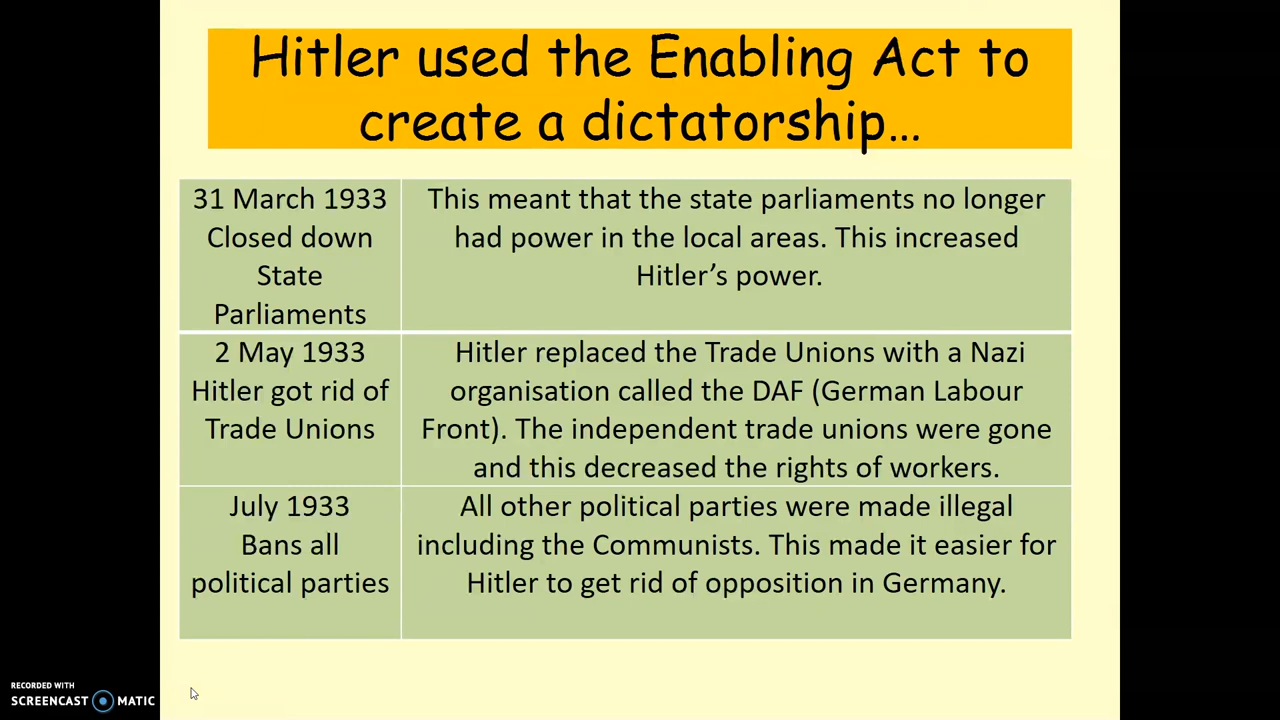 Hitler used the Enabling Act to
create a dictatorship...
31 March 1933
Closed down
State
Parliaments
This meant that the state parliaments no longer
had power in the local areas. This increased
Hitler's power.
2 May 1933
Hitler got rid of
Trade Unions
Hitler replaced the Trade Unions with a Nazi
organisation called the DAF (German Labour
Front). The independent trade unions were gone
and this decreased the rights of workers.
July 1933
Bans all
political parties
All other political parties were made illegal
including the Communists. This made it easier for
Hitler to get rid of opposition in Germany.
RECORDED WITH
SCREENCAST MATIC